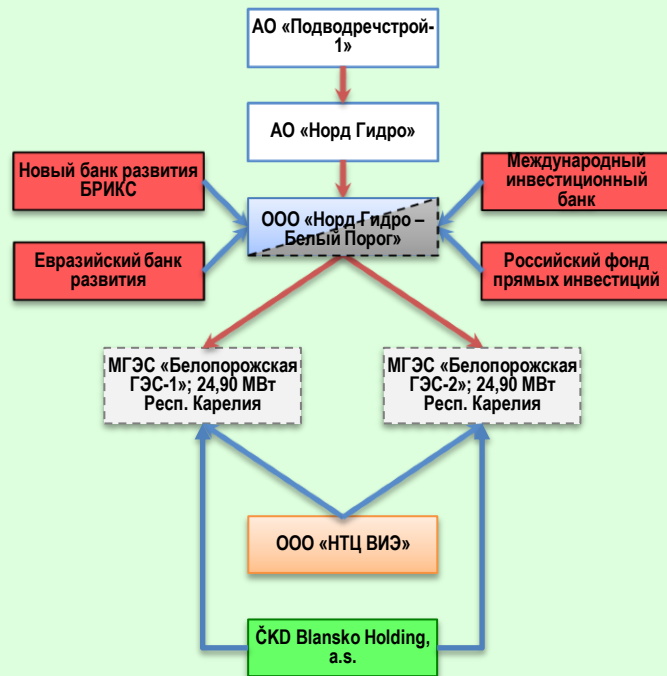 АО «Подводречстрой-
1»
АО «Норд Гидро»
Новый банк развития
БРИКС
Международный
инвестиционный
банк
ООО «Норд Гидро –
Белый Порог»
Евразийский банк
развития
Российский фонд
прямых инвестиций
МГЭС «Белопорожская
ГЭС-1»; 24,90 МВт
Респ. Карелия
МГЭС «Белопорожская
ГЭС-2»; 24,90 МВт
Респ. Карелия
ООО «НТЦ ВИЭ»
ČKD Blansko Holding,
a.s.